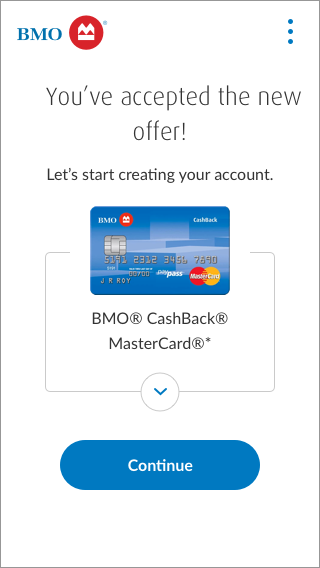 BMO
You've accepted the new
offer!
Let's start creating your account.
BMO CashBack
5191 2312 3456 7690
J R ROY PayPass MasterCard
BMO® CashBack®
MasterCard®*
Continue